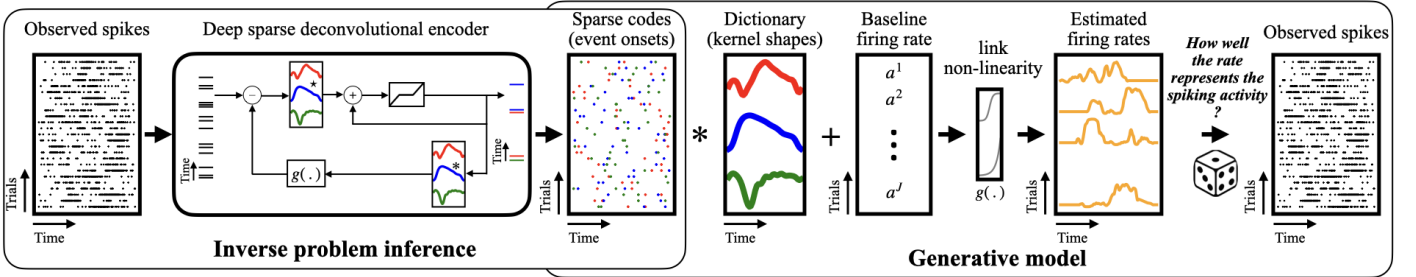 Observed spikes
Trials
Time
Deep sparse deconvolutional encoder
Time
−
⋆
+
g(.)
*
Time
Inverse problem inference
Sparse codes
(event onsets)
Trials
Time
*
Dictionary
(kernel shapes)
Time
+
Baseline
firing rate
a¹
a²
⋮
aᴶ
Trials
link
non-linearity
g(.)
Estimated
firing rates
Trials
Time
How well
the rate
represents the
spiking activity
?
Observed spikes
Trials
Time
Generative model